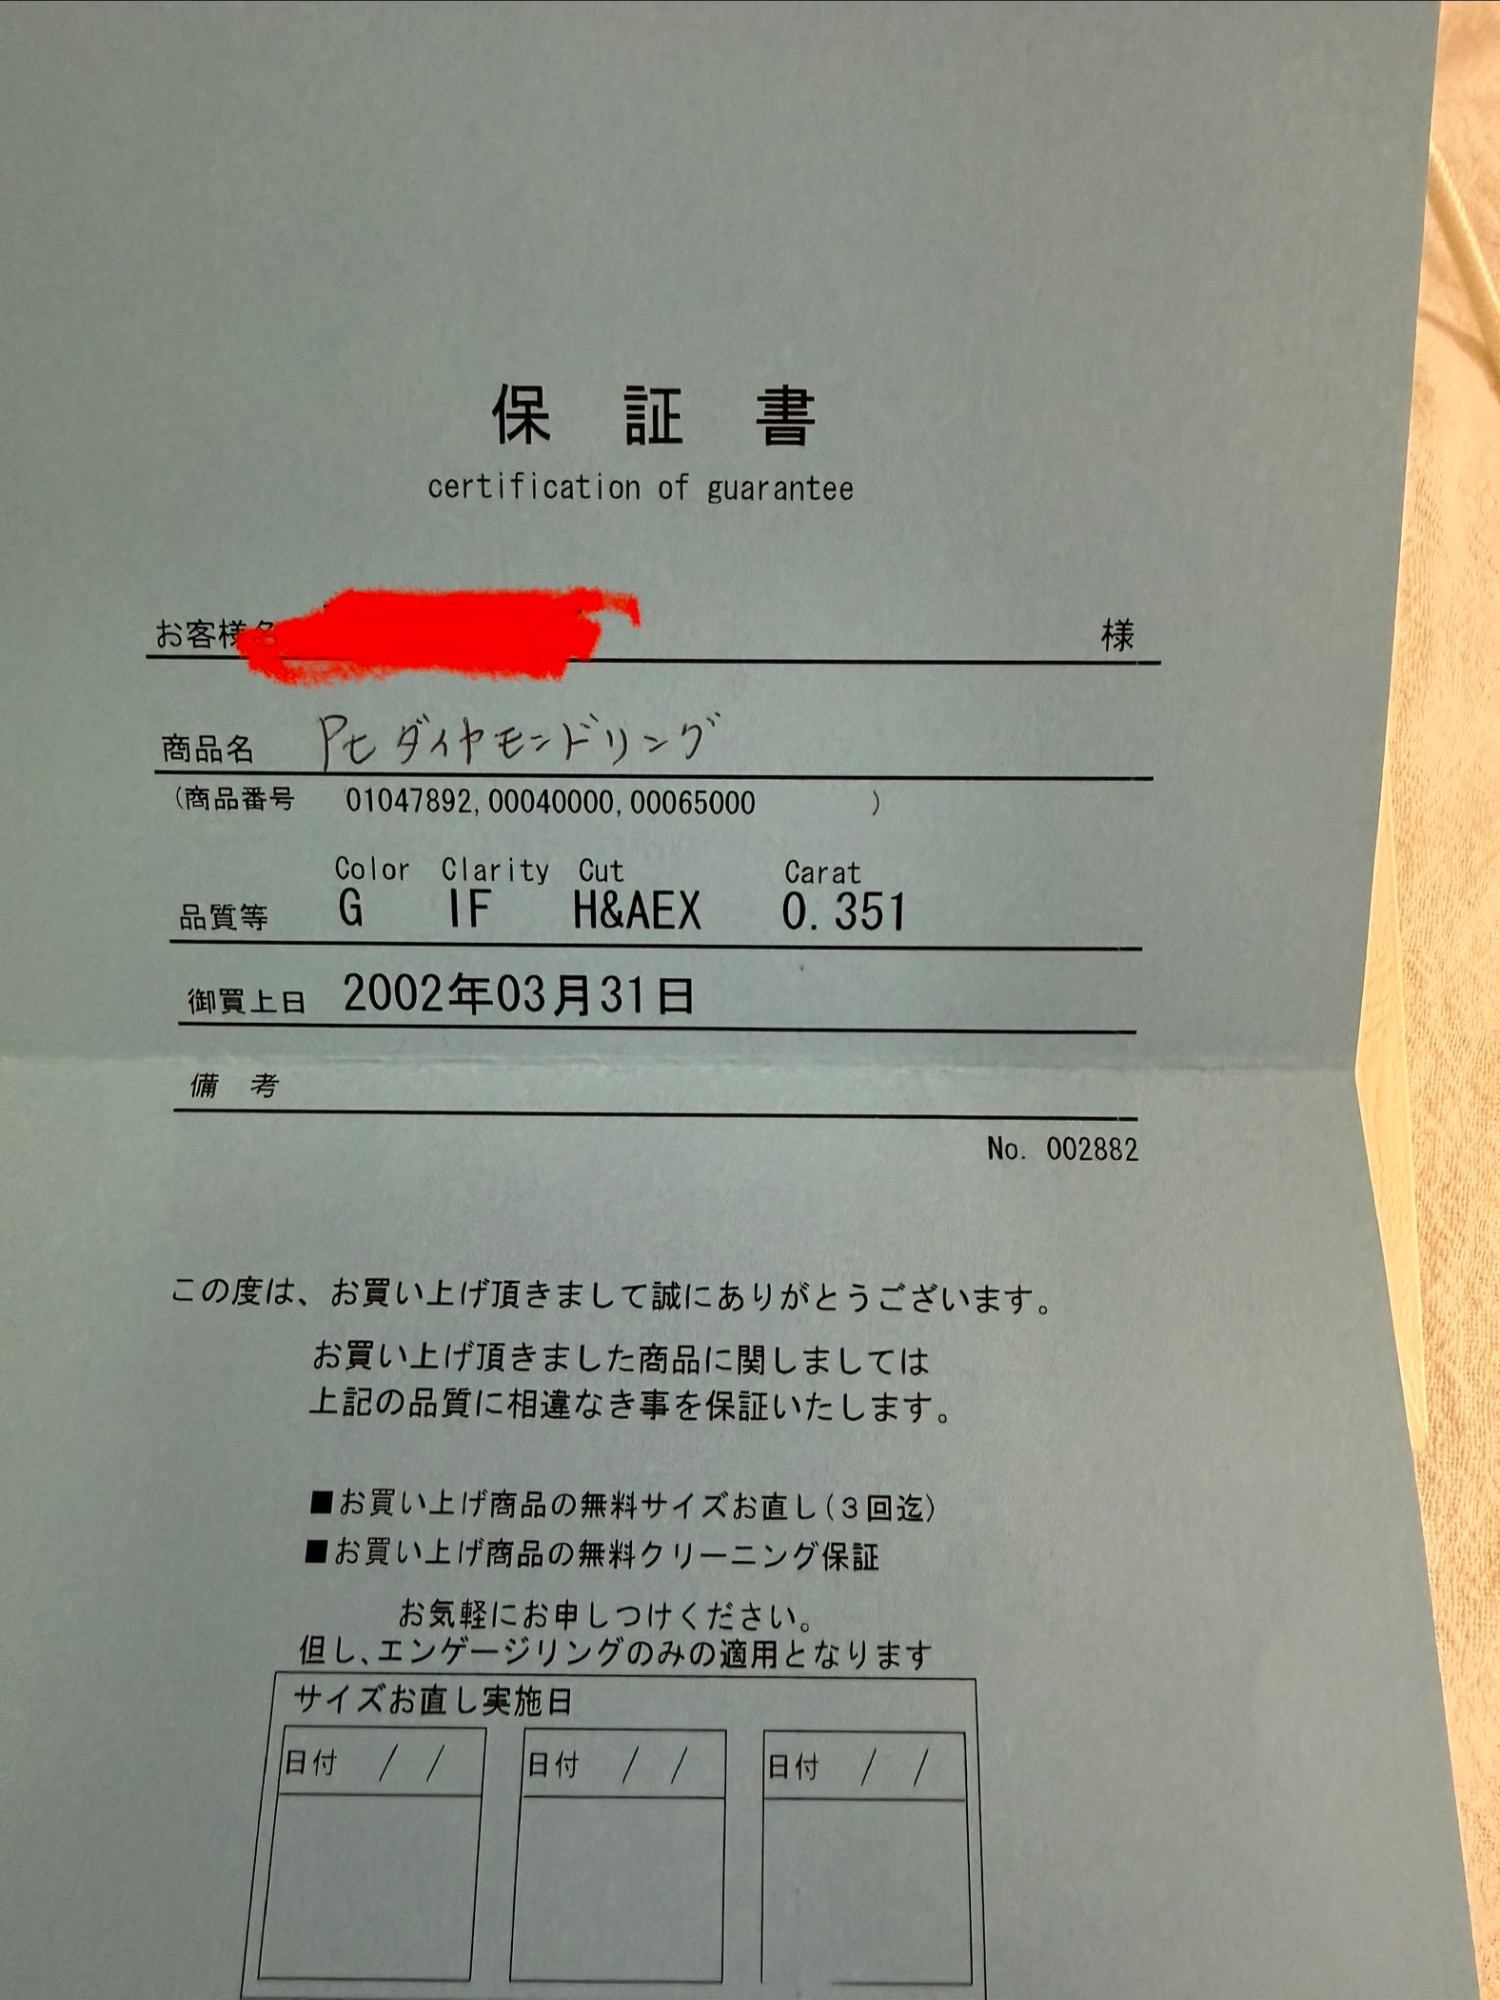 保証書
certification of guarantee
お客様名 様
商品名 Ptダイヤモンドリング
(商品番号 01047892,00040000,00065000 )
Color Clarity Cut Carat
品質等 G IF H&AEX 0.351
御買上日 2002年03月31日
備考
No. 002882
この度は、お買い上げ頂きまして誠にありがとうございます。
お買い上げ頂きました商品に関しましては
上記の品質に相違なき事を保証いたします。
■お買い上げ商品の無料サイズお直し(3回迄)
■お買い上げ商品の無料クリーニング保証
お気軽にお申しつけください。
但し、エンゲージリングのみの適用となります
サイズお直し実施日
日付 / / 日付 / / 日付 / /